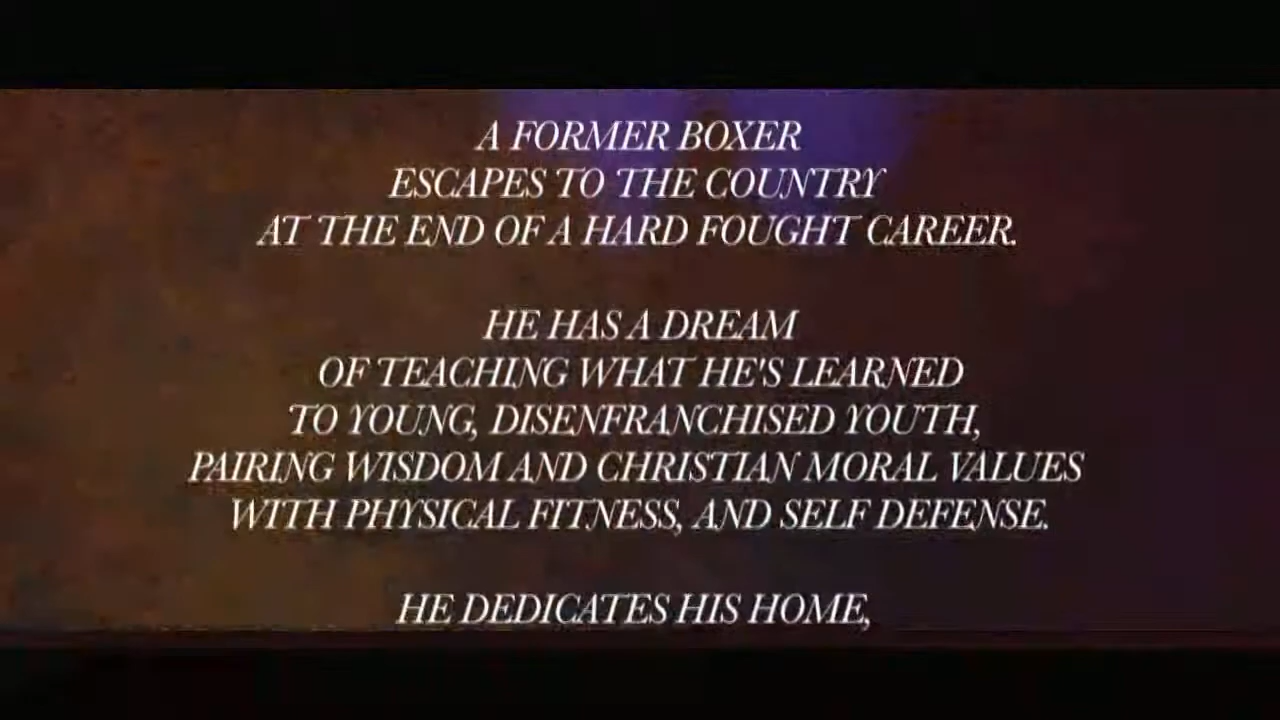 A FORMER BOXER
ESCAPES TO THE COUNTRY
AT THE END OF A HARD FOUGHT CAREER.
HE HAS A DREAM
OF TEACHING WHAT HE'S LEARNED
TO YOUNG, DISENFRANCHISED YOUTH,
PAIRING WISDOM AND CHRISTIAN MORAL VALUES
WITH PHYSICAL FITNESS, AND SELF DEFENSE.
HE DEDICATES HIS HOME,